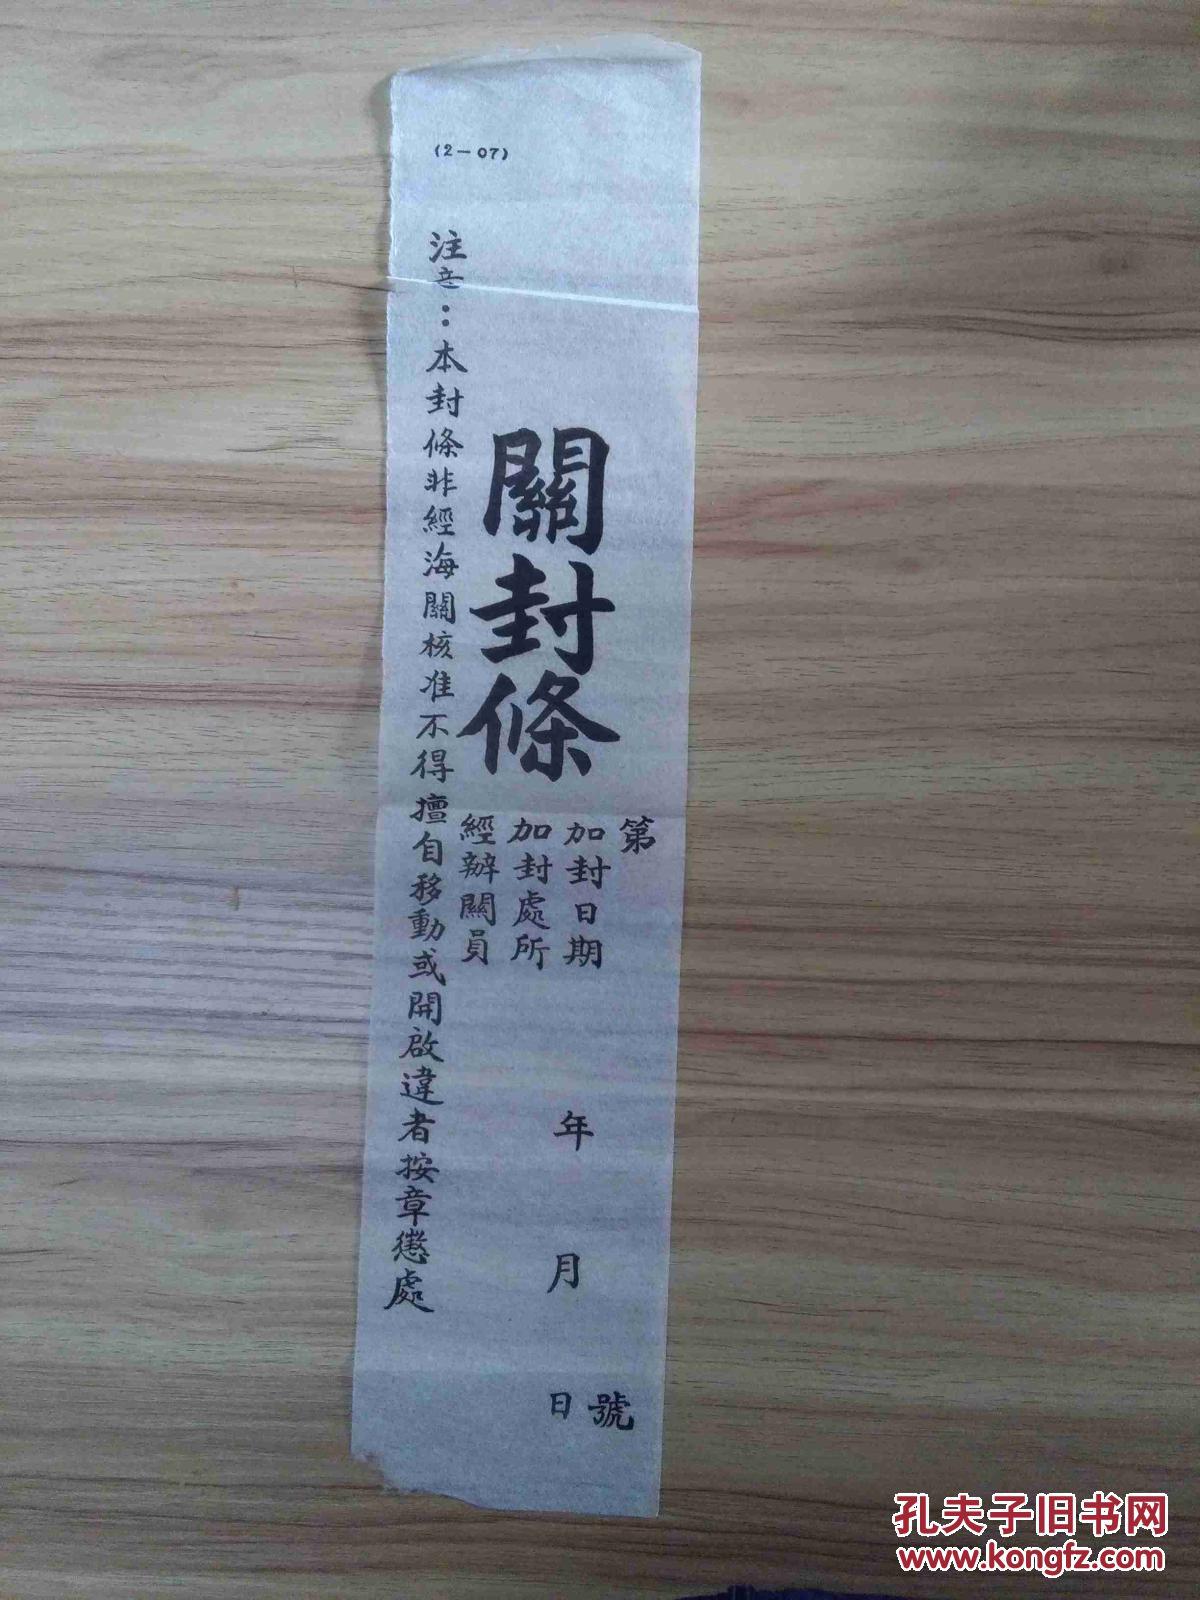 (2—07)
關封條
第 號
加封日期 年 月 日
加封處所
經辦關員
注意：本封條非經海關核准不得擅自移動或開啟違者按章懲處
孔夫子旧书网
www.kongfz.com